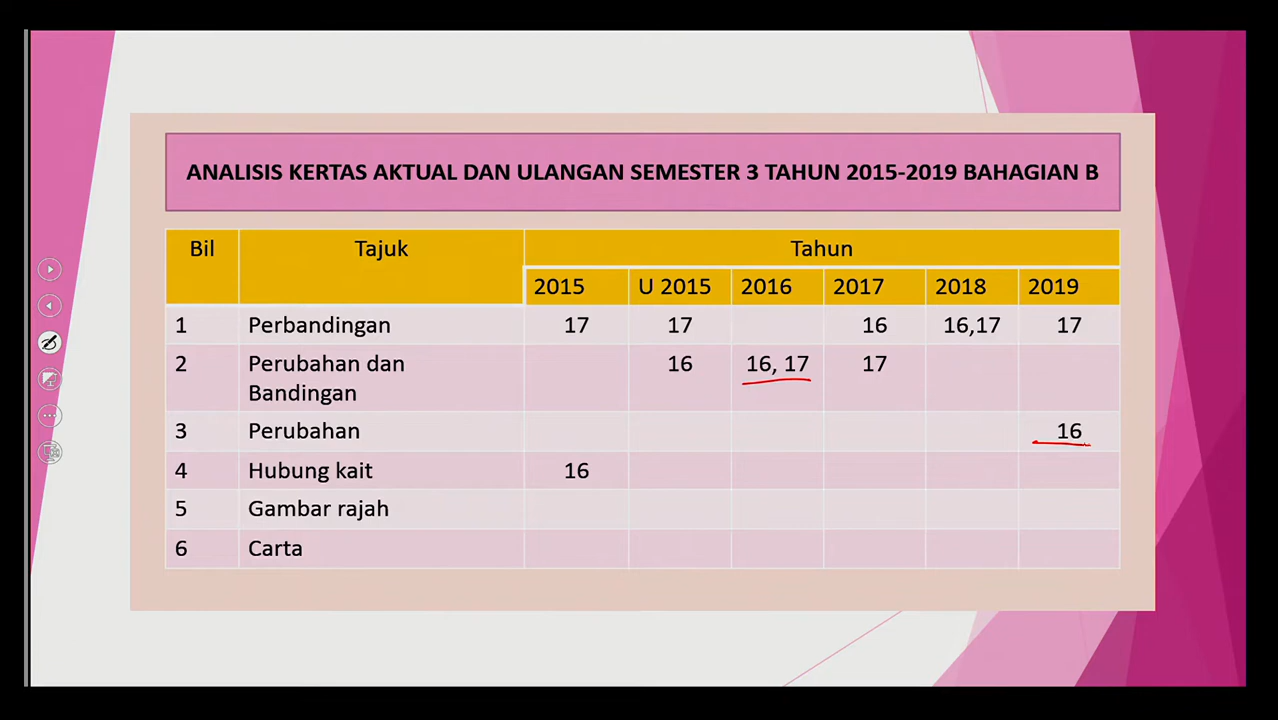 ANALISIS KERTAS AKTUAL DAN ULANGAN SEMESTER 3 TAHUN 2015-2019 BAHAGIAN B
Bil Tajuk Tahun
2015 U 2015 2016 2017 2018 2019
1 Perbandingan 17 17 16 16,17 17
2 Perubahan dan 16 16, 17 17
Bandingan
3 Perubahan 16
4 Hubung kait 16
5 Gambar rajah
6 Carta